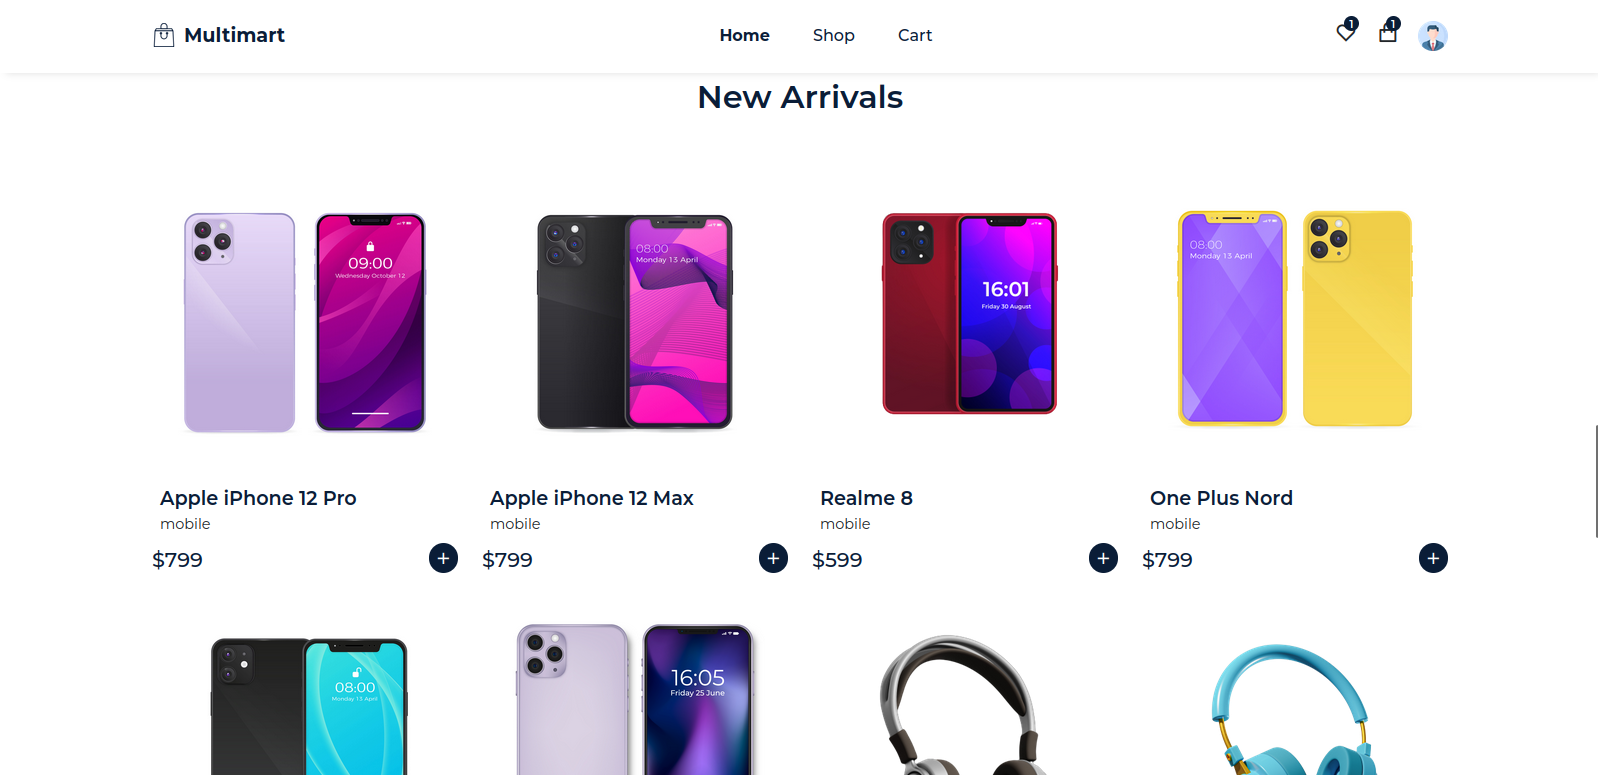 Multimart
Home Shop Cart
1 1
New Arrivals
09:00
Wednesday October 12
08:00
Monday 13 April
16:01
Friday 30 August
08:00
Monday 13 April
Apple iPhone 12 Pro
mobile
$799 +
Apple iPhone 12 Max
mobile
$799 +
Realme 8
mobile
$599 +
One Plus Nord
mobile
$799 +
08:00
Monday 13 April
16:05
Friday 25 June